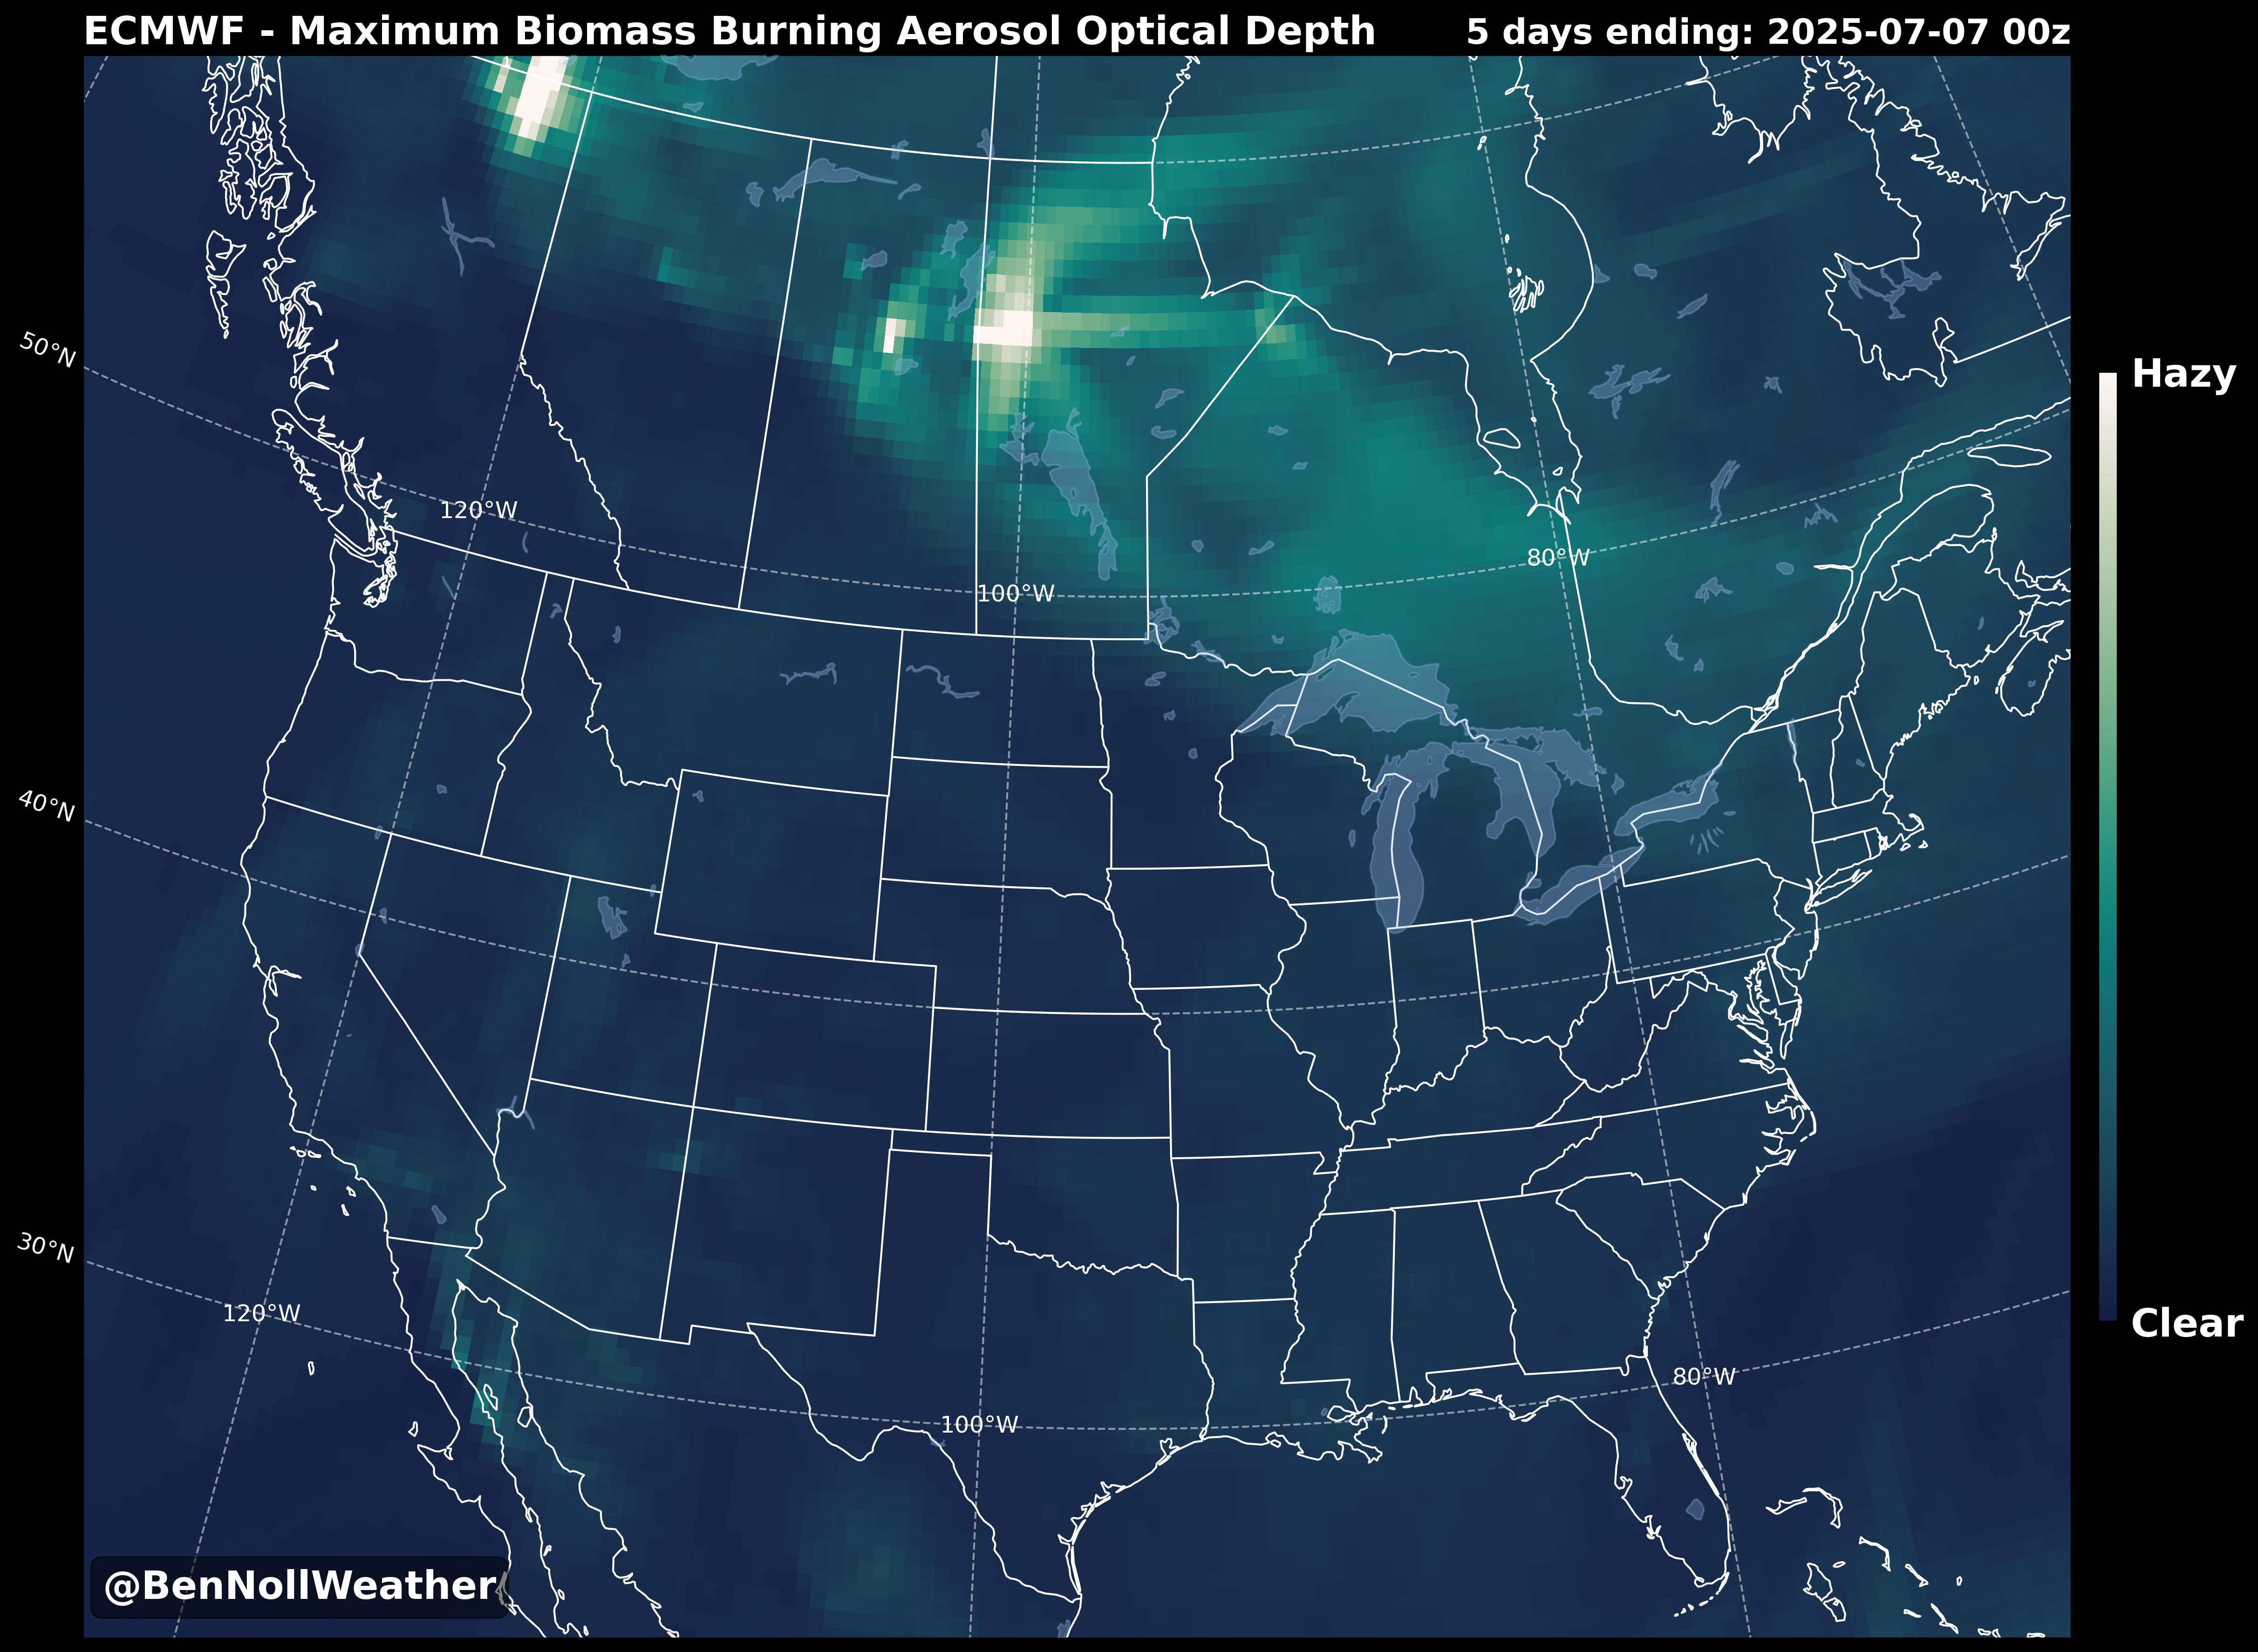 ECMWF - Maximum Biomass Burning Aerosol Optical Depth
5 days ending: 2025-07-07 00z
50°N
Hazy
120°W
80°W
100°W
40°N
30°N
120°W
Clear
80°W
100°W
@BenNollWeather